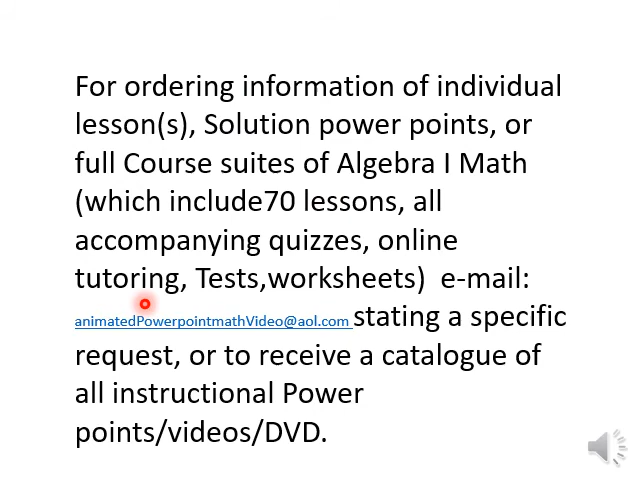 For ordering information of individual
lesson(s), Solution power points, or
full Course suites of Algebra I Math
(which include70 lessons, all
accompanying quizzes, online
tutoring, Tests,worksheets)  e-mail:
animatedPowerpointmathVideo@aol.com stating a specific
request, or to receive a catalogue of
all instructional Power
points/videos/DVD.